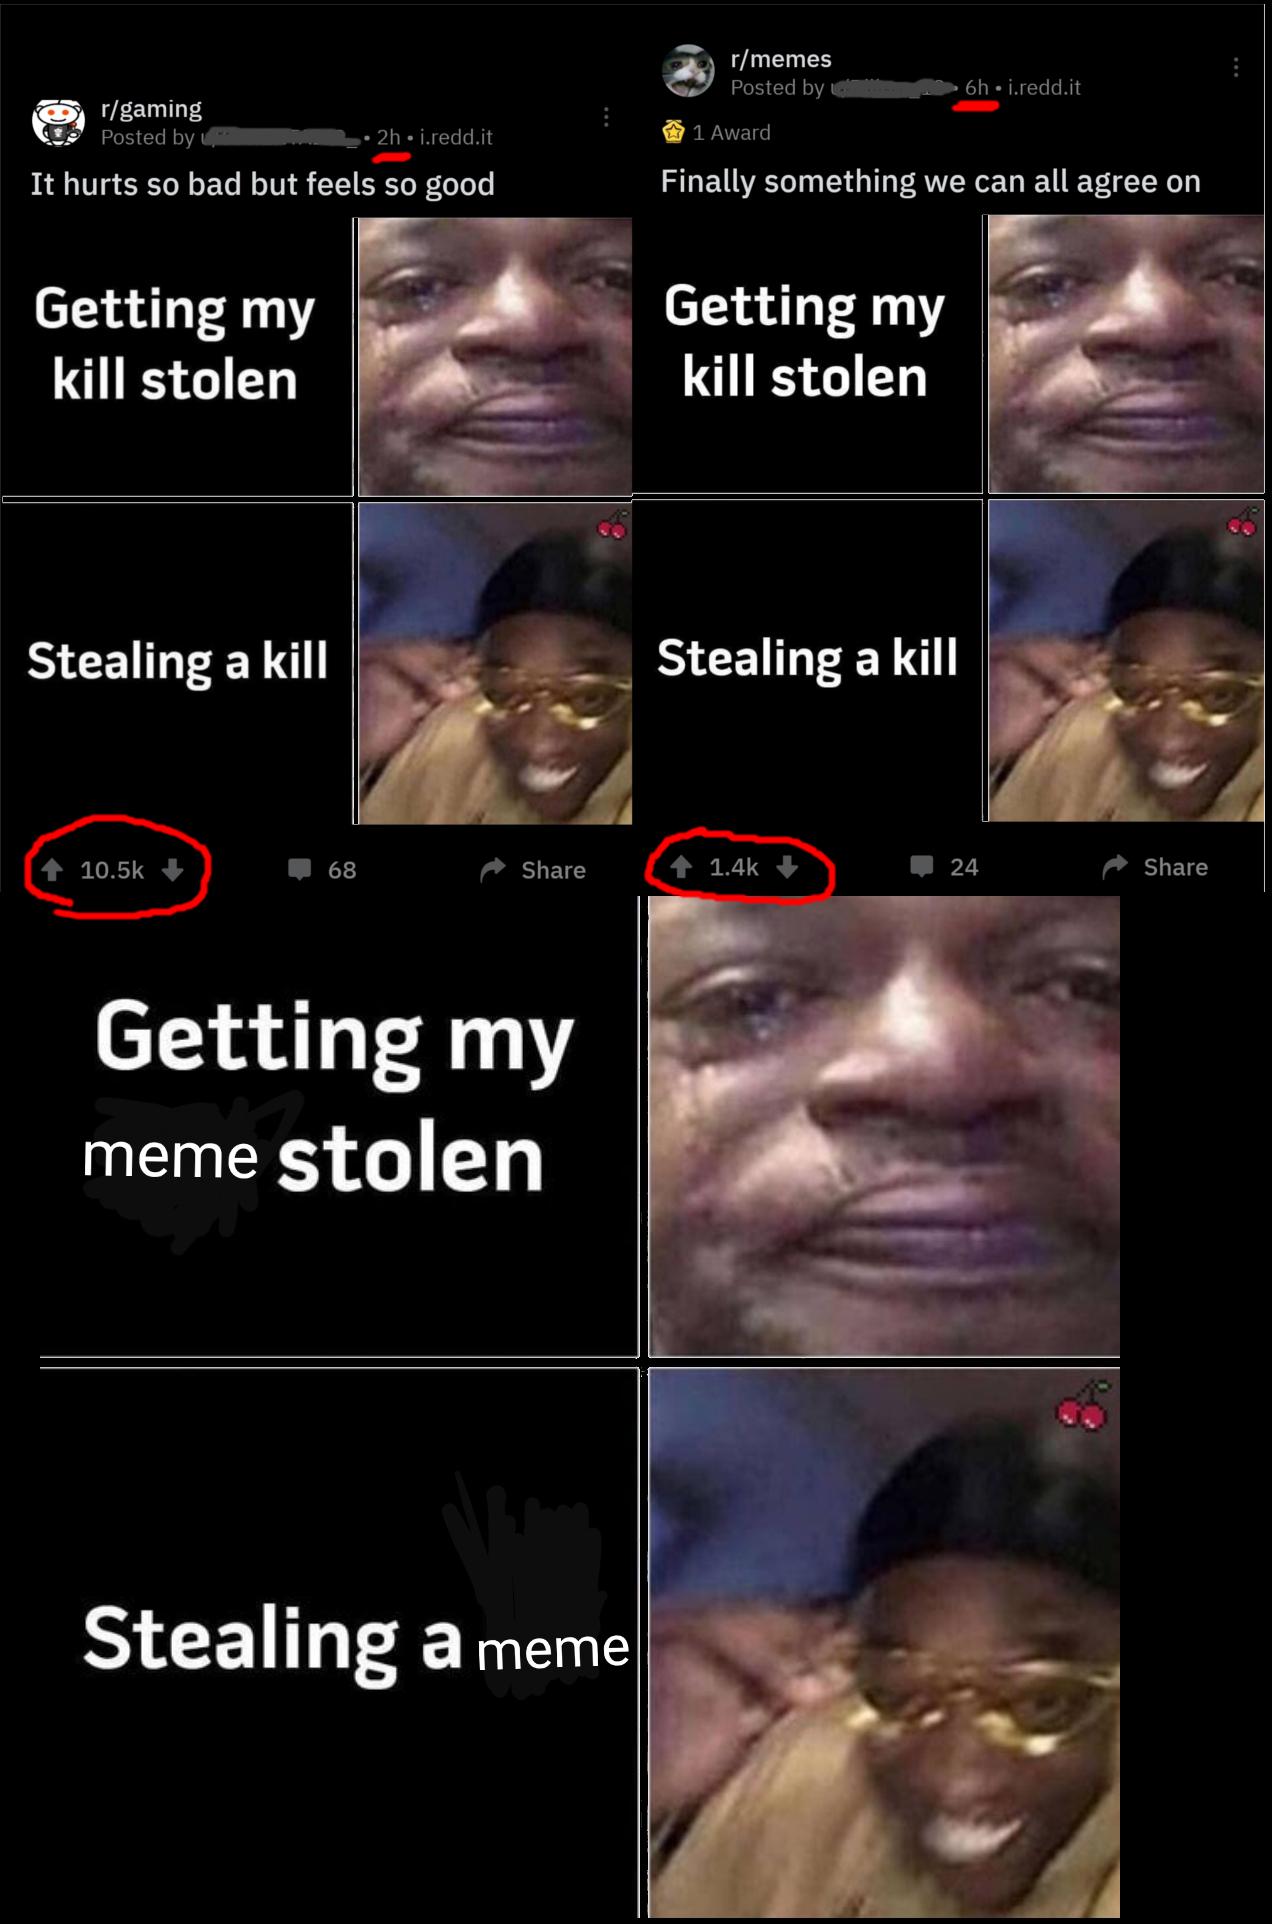 r/gaming
Posted by • 2h • i.redd.it
It hurts so bad but feels so good
Getting my
kill stolen
Stealing a kill
10.5k
68
Share
r/memes
Posted by • 6h • i.redd.it
1 Award
Finally something we can all agree on
Getting my
kill stolen
Stealing a kill
1.4k
24
Share
Getting my
meme stolen
Stealing a meme